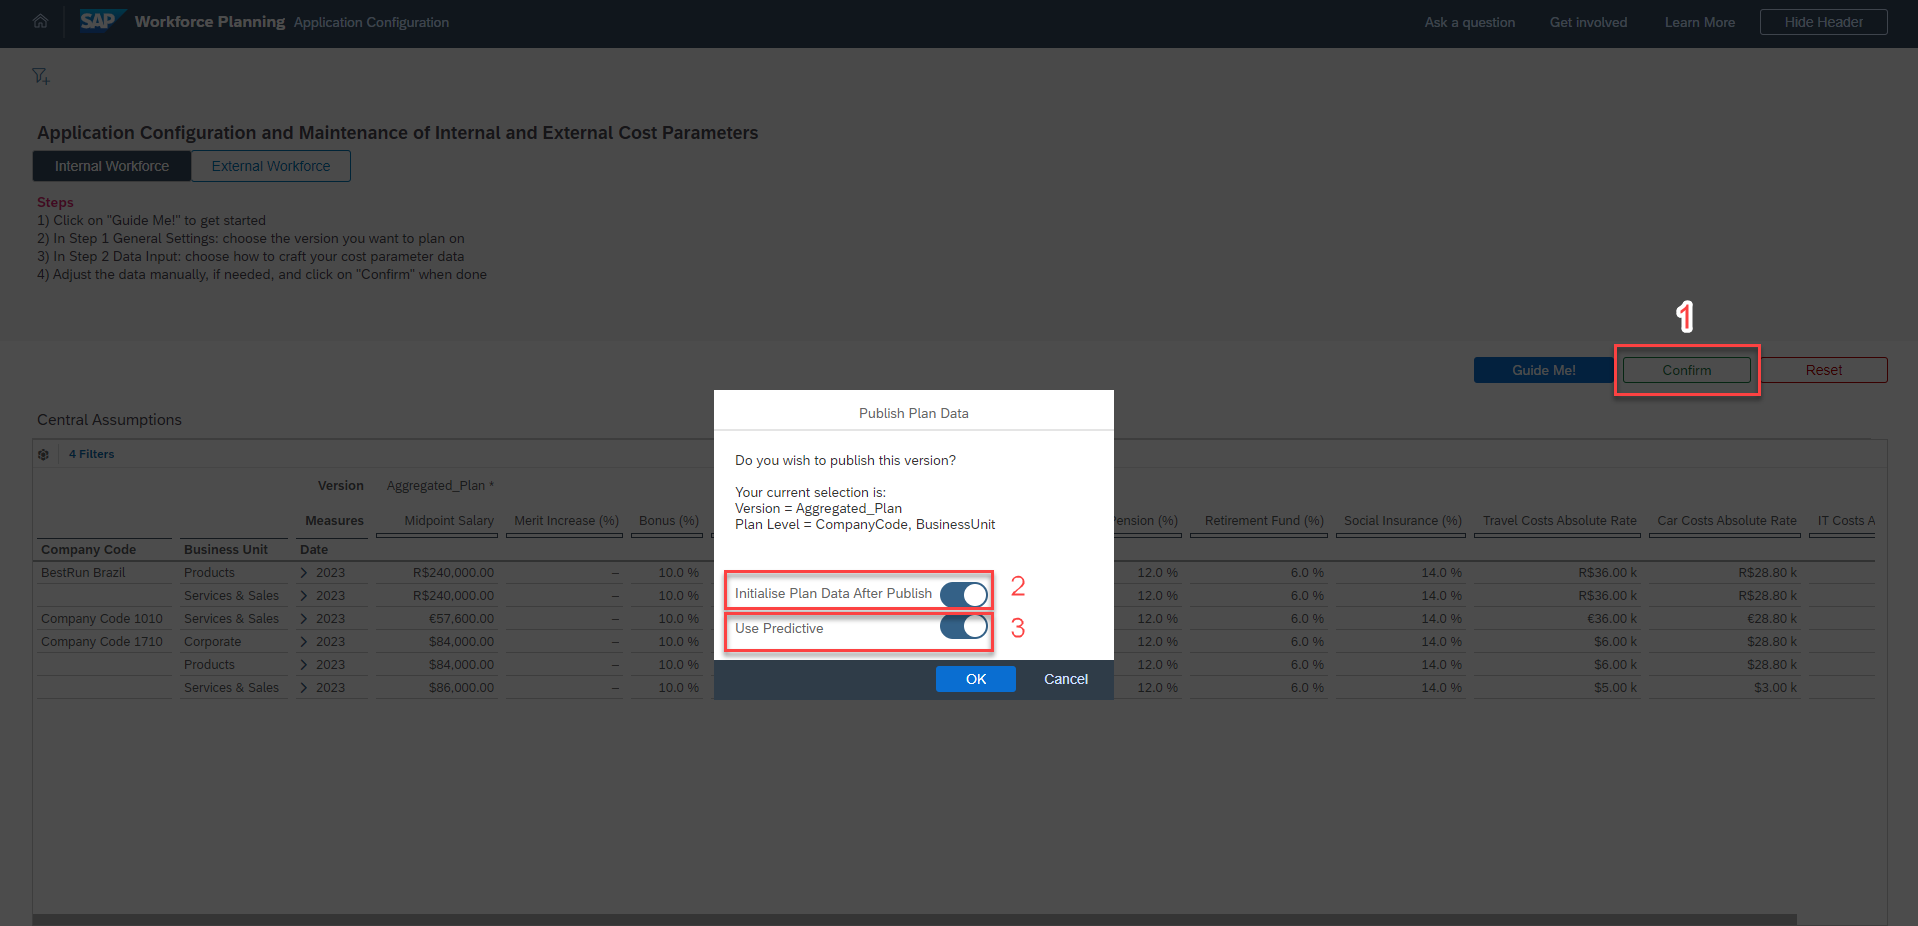 SAP Workforce Planning Application Configuration Ask a question Get involved Learn More Hide Header
Application Configuration and Maintenance of Internal and External Cost Parameters
Internal Workforce External Workforce
Steps
1) Click on "Guide Me!" to get started
2) In Step 1 General Settings: choose the version you want to plan on
3) In Step 2 Data Input: choose how to craft your cost parameter data
4) Adjust the data manually, if needed, and click on "Confirm" when done
1
Guide Me! Confirm Reset
Central Assumptions
4 Filters
Version Aggregated_Plan *
Measures Midpoint Salary Merit Increase (%) Bonus (%) Pension (%) Retirement Fund (%) Social Insurance (%) Travel Costs Absolute Rate Car Costs Absolute Rate IT Costs A
Company Code Business Unit Date
BestRun Brazil Products 2023 R$240,000.00 – 10.0 % 12.0 % 6.0 % 14.0 % R$36.00 k R$28.80 k
Services & Sales 2023 R$240,000.00 – 10.0 % 12.0 % 6.0 % 14.0 % R$36.00 k R$28.80 k
Company Code 1010 Services & Sales 2023 €57,600.00 – 10.0 % 12.0 % 6.0 % 14.0 % €36.00 k €28.80 k
Company Code 1710 Corporate 2023 $84,000.00 – 10.0 % 12.0 % 6.0 % 14.0 % $6.00 k $28.80 k
Products 2023 $84,000.00 – 10.0 % 12.0 % 6.0 % 14.0 % $6.00 k $28.80 k
Services & Sales 2023 $86,000.00 – 10.0 % 12.0 % 6.0 % 14.0 % $5.00 k $3.00 k
Publish Plan Data
Do you wish to publish this version?
Your current selection is:
Version = Aggregated_Plan
Plan Level = CompanyCode, BusinessUnit
Initialise Plan Data After Publish 2
Use Predictive 3
OK Cancel